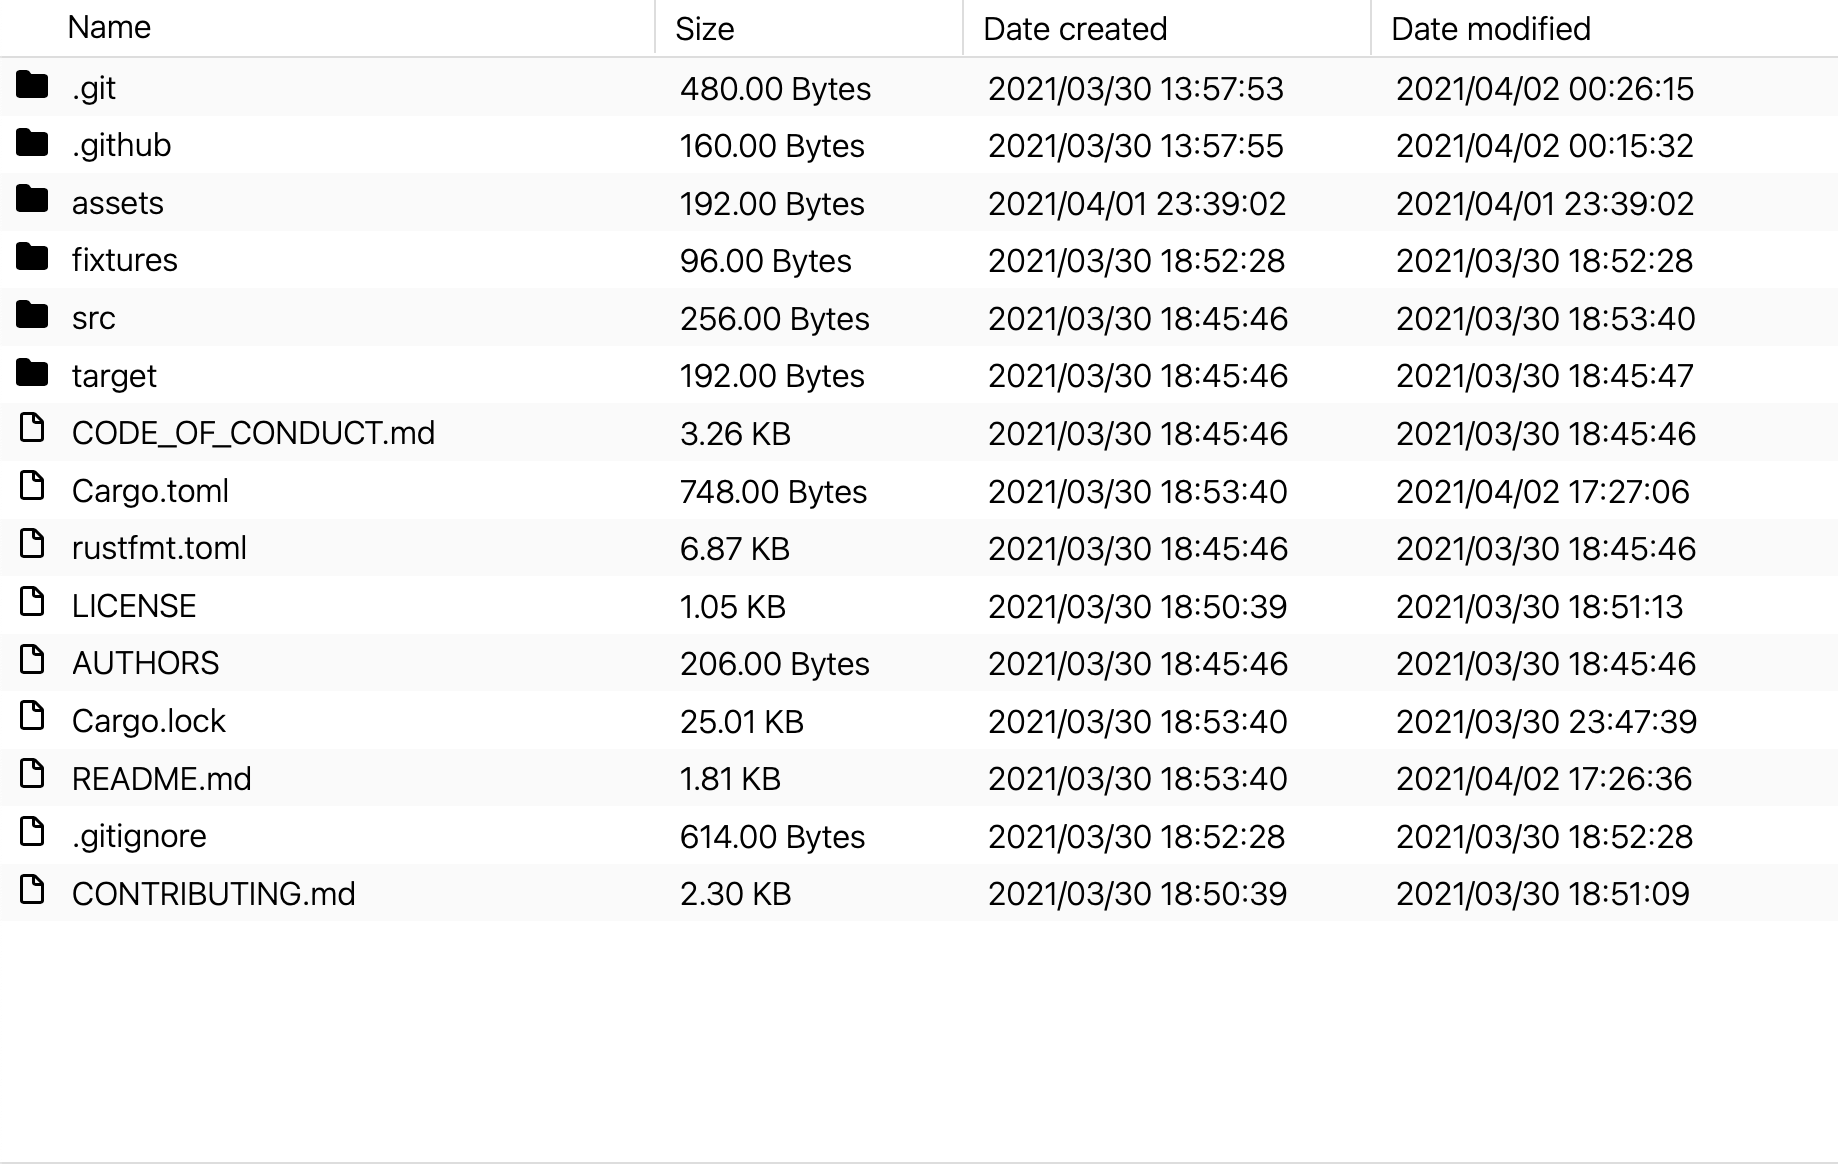 Name Size Date created Date modified
.git 480.00 Bytes 2021/03/30 13:57:53 2021/04/02 00:26:15
.github 160.00 Bytes 2021/03/30 13:57:55 2021/04/02 00:15:32
assets 192.00 Bytes 2021/04/01 23:39:02 2021/04/01 23:39:02
fixtures 96.00 Bytes 2021/03/30 18:52:28 2021/03/30 18:52:28
src 256.00 Bytes 2021/03/30 18:45:46 2021/03/30 18:53:40
target 192.00 Bytes 2021/03/30 18:45:46 2021/03/30 18:45:47
CODE_OF_CONDUCT.md 3.26 KB 2021/03/30 18:45:46 2021/03/30 18:45:46
Cargo.toml 748.00 Bytes 2021/03/30 18:53:40 2021/04/02 17:27:06
rustfmt.toml 6.87 KB 2021/03/30 18:45:46 2021/03/30 18:45:46
LICENSE 1.05 KB 2021/03/30 18:50:39 2021/03/30 18:51:13
AUTHORS 206.00 Bytes 2021/03/30 18:45:46 2021/03/30 18:45:46
Cargo.lock 25.01 KB 2021/03/30 18:53:40 2021/03/30 23:47:39
README.md 1.81 KB 2021/03/30 18:53:40 2021/04/02 17:26:36
.gitignore 614.00 Bytes 2021/03/30 18:52:28 2021/03/30 18:52:28
CONTRIBUTING.md 2.30 KB 2021/03/30 18:50:39 2021/03/30 18:51:09